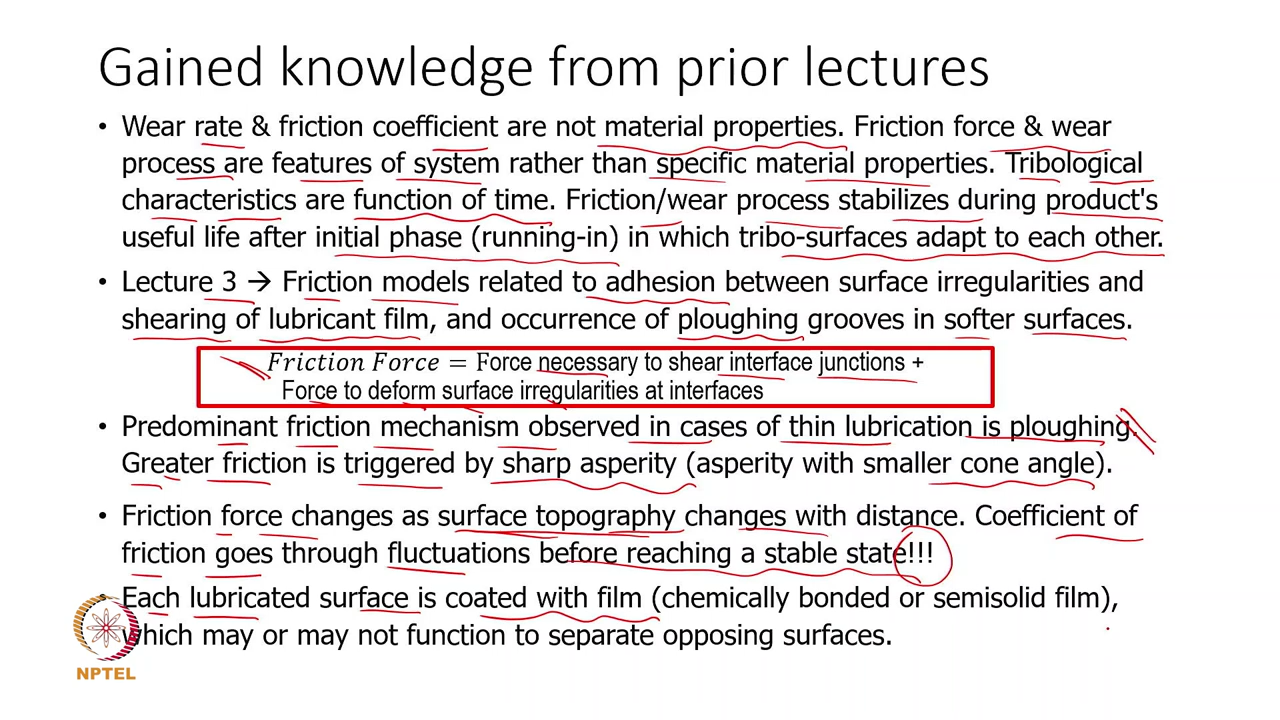 Gained knowledge from prior lectures
• Wear rate & friction coefficient are not material properties. Friction force & wear
process are features of system rather than specific material properties. Tribological
characteristics are function of time. Friction/wear process stabilizes during product's
useful life after initial phase (running-in) in which tribo-surfaces adapt to each other.
• Lecture 3 → Friction models related to adhesion between surface irregularities and
shearing of lubricant film, and occurrence of ploughing grooves in softer surfaces.
Friction Force = Force necessary to shear interface junctions +
Force to deform surface irregularities at interfaces
• Predominant friction mechanism observed in cases of thin lubrication is ploughing.
Greater friction is triggered by sharp asperity (asperity with smaller cone angle).
• Friction force changes as surface topography changes with distance. Coefficient of
friction goes through fluctuations before reaching a stable state!!!
• Each lubricated surface is coated with film (chemically bonded or semisolid film),
which may or may not function to separate opposing surfaces.
NPTEL